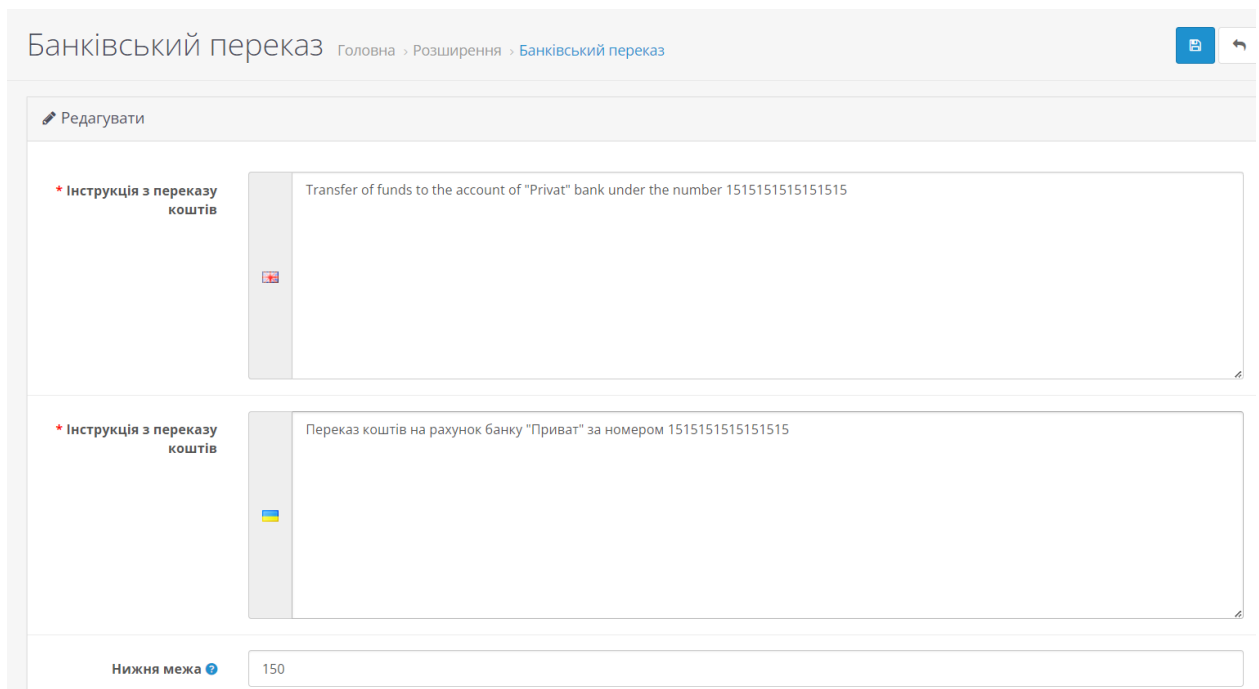 Банківський переказ Головна › Розширення › Банківський переказ
Редагувати
* Інструкція з переказу
коштів
Transfer of funds to the account of "Privat" bank under the number 1515151515151515
* Інструкція з переказу
коштів
Переказ коштів на рахунок банку "Приват" за номером 1515151515151515
Нижня межа ?
150